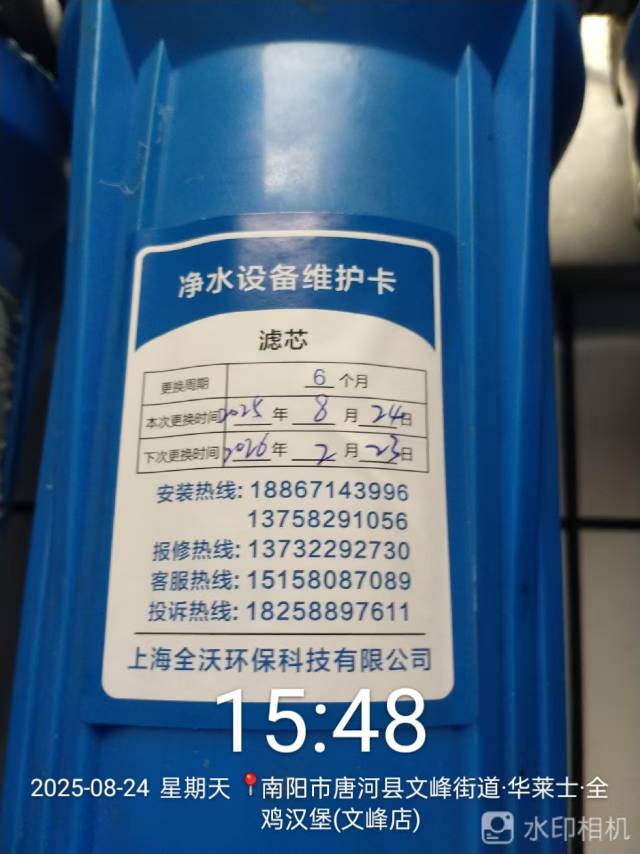 净水设备维护卡
滤芯
更换周期 6 个月
本次更换时间 2025 年 8 月 24 日
下次更换时间 2026 年 2 月 23 日
安装热线: 18867143996
13758291056
报修热线: 13732292730
客服热线: 15158087089
投诉热线: 18258897611
上海全沃环保科技有限公司
15:48
2025-08-24 星期天 南阳市唐河县文峰街道·华莱士·全
鸡汉堡(文峰店)
水印相机